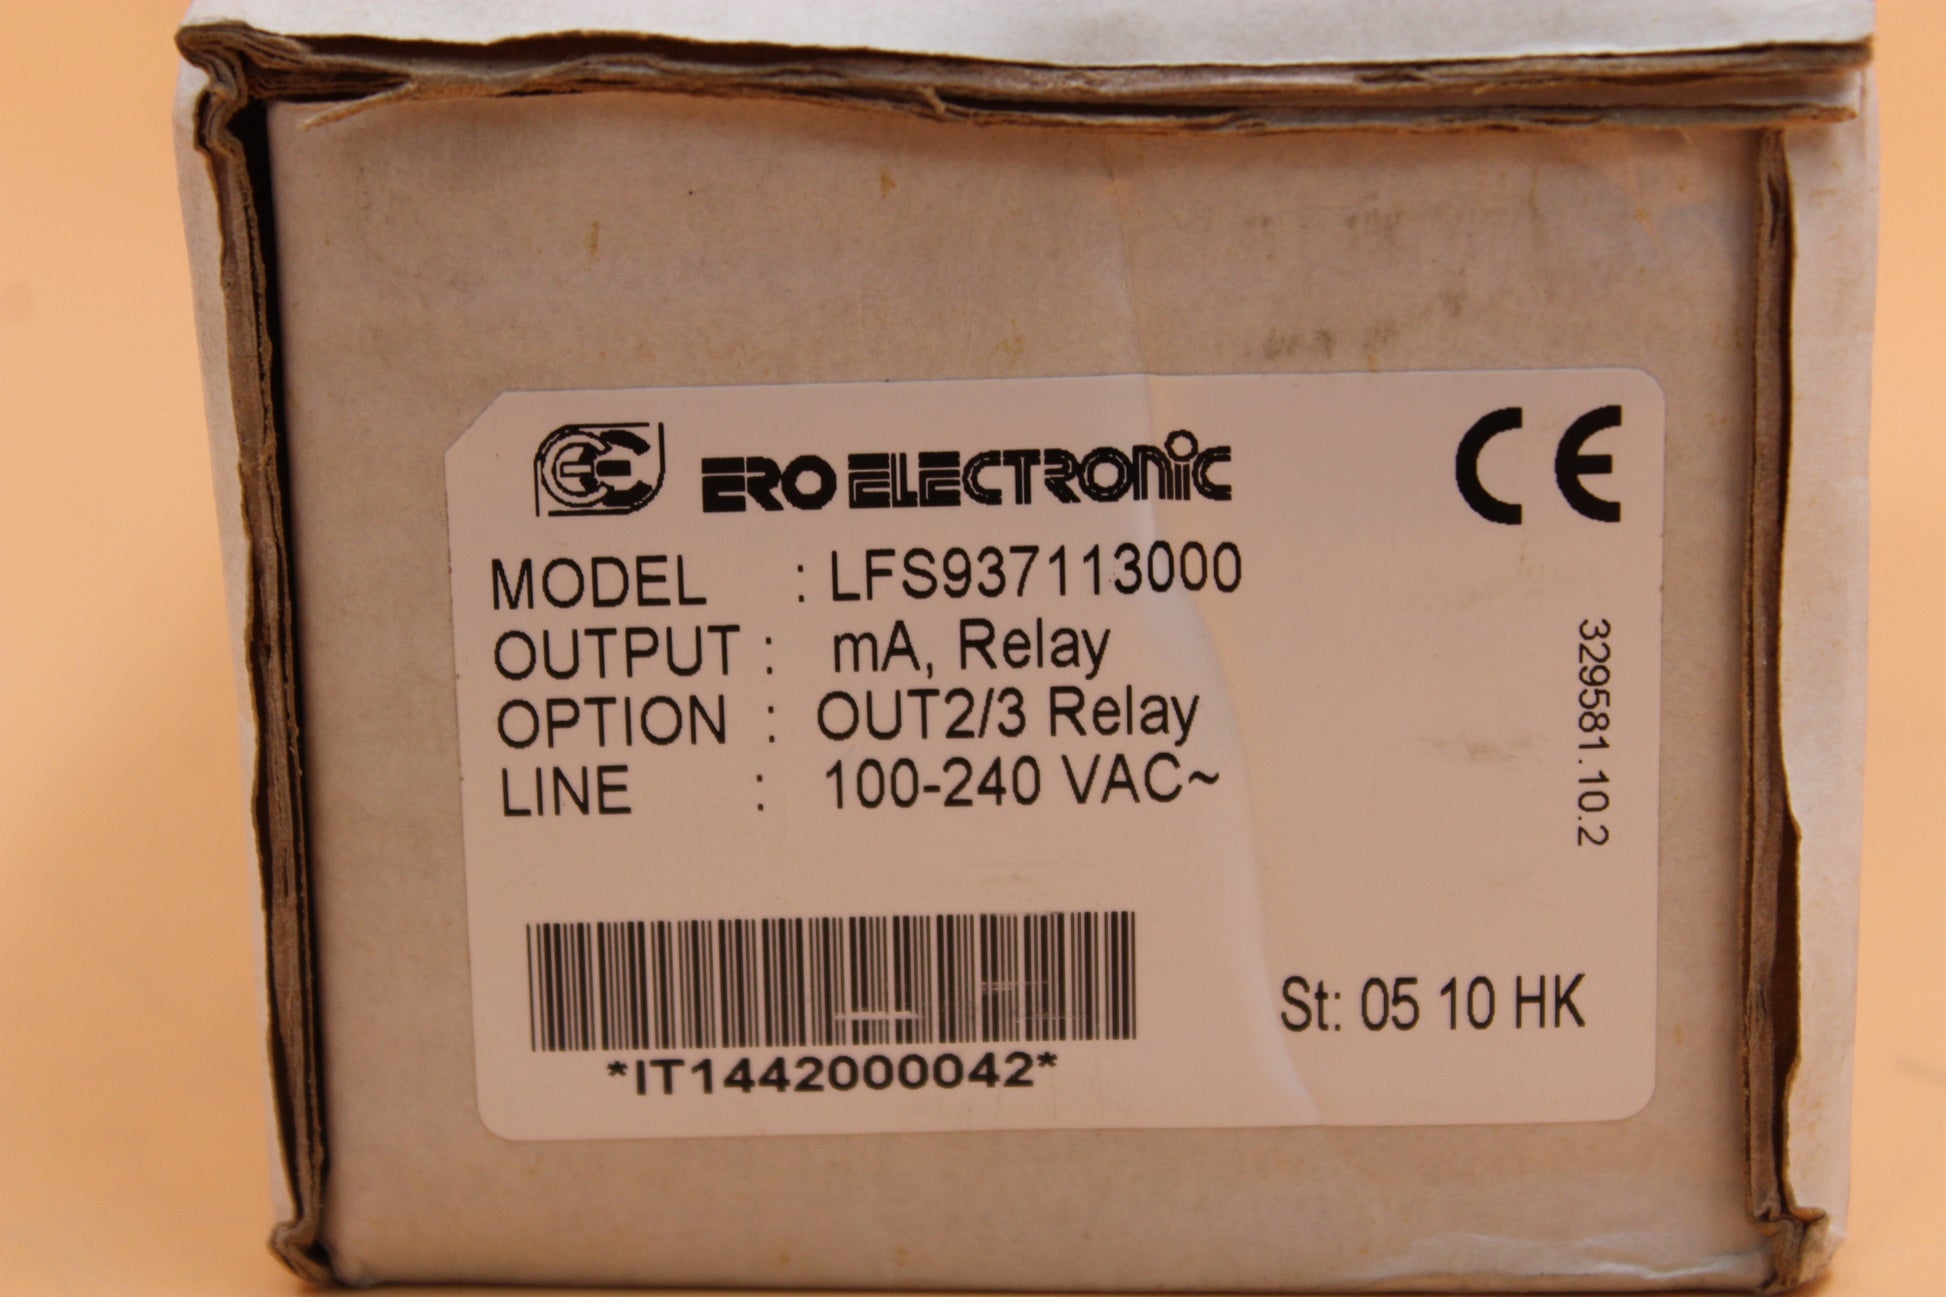 ERO ELECTRONIC CE
MODEL : LFS937113000
OUTPUT : mA, Relay
OPTION : OUT2/3 Relay
LINE : 100-240 VAC~
329581.10.2
*IT1442000042*
St: 05 10 HK